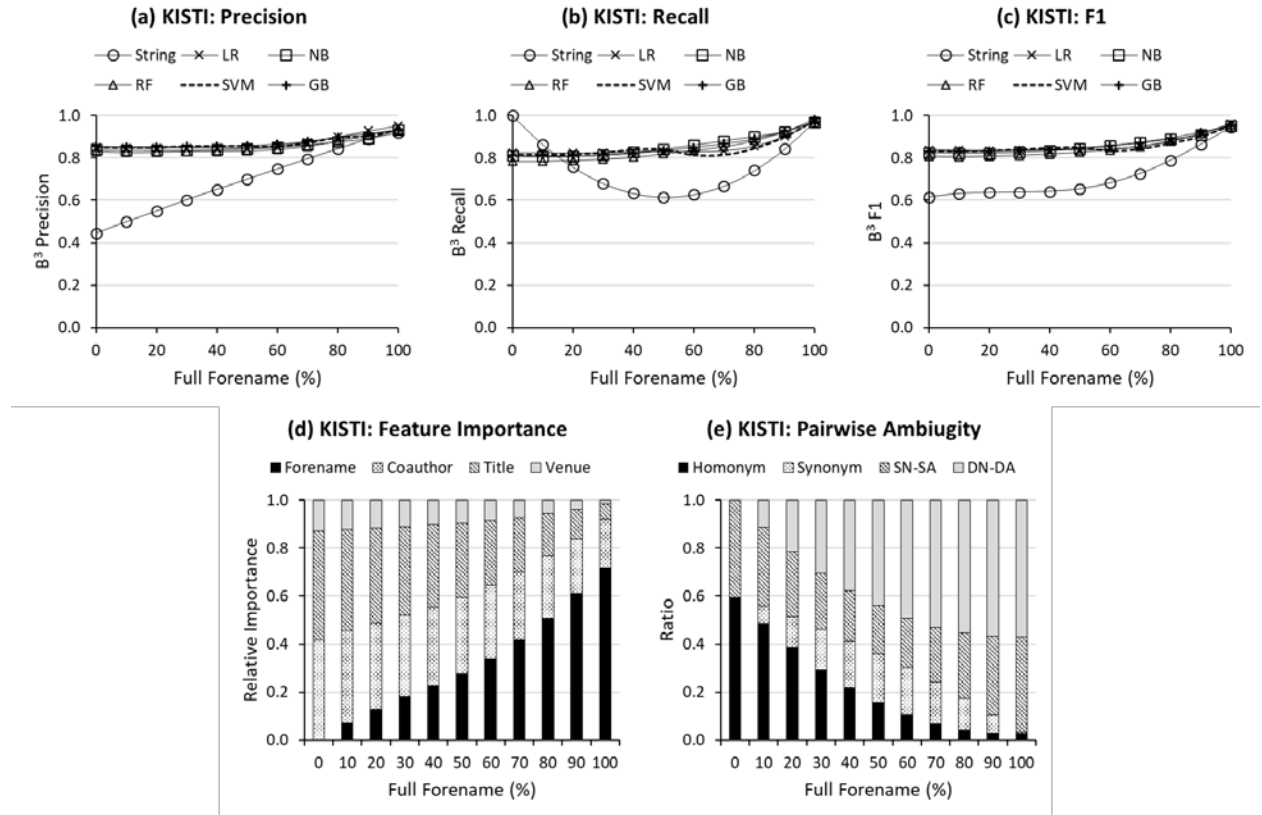 (a) KISTI: Precision
String LR NB
RF SVM GB
B³ Precision
1.0
0.8
0.6
0.4
0.2
0.0
0 20 40 60 80 100
Full Forename (%)
(b) KISTI: Recall
String LR NB
RF SVM GB
B³ Recall
1.0
0.8
0.6
0.4
0.2
0.0
0 20 40 60 80 100
Full Forename (%)
(c) KISTI: F1
String LR NB
RF SVM GB
B³ F1
1.0
0.8
0.6
0.4
0.2
0.0
0 20 40 60 80 100
Full Forename (%)
(d) KISTI: Feature Importance
Forename Coauthor Title Venue
Relative Importance
1.0
0.8
0.6
0.4
0.2
0.0
0 10 20 30 40 50 60 70 80 90 100
Full Forename (%)
(e) KISTI: Pairwise Ambiugity
Homonym Synonym SN-SA DN-DA
Ratio
1.0
0.8
0.6
0.4
0.2
0.0
0 10 20 30 40 50 60 70 80 90 100
Full Forename (%)